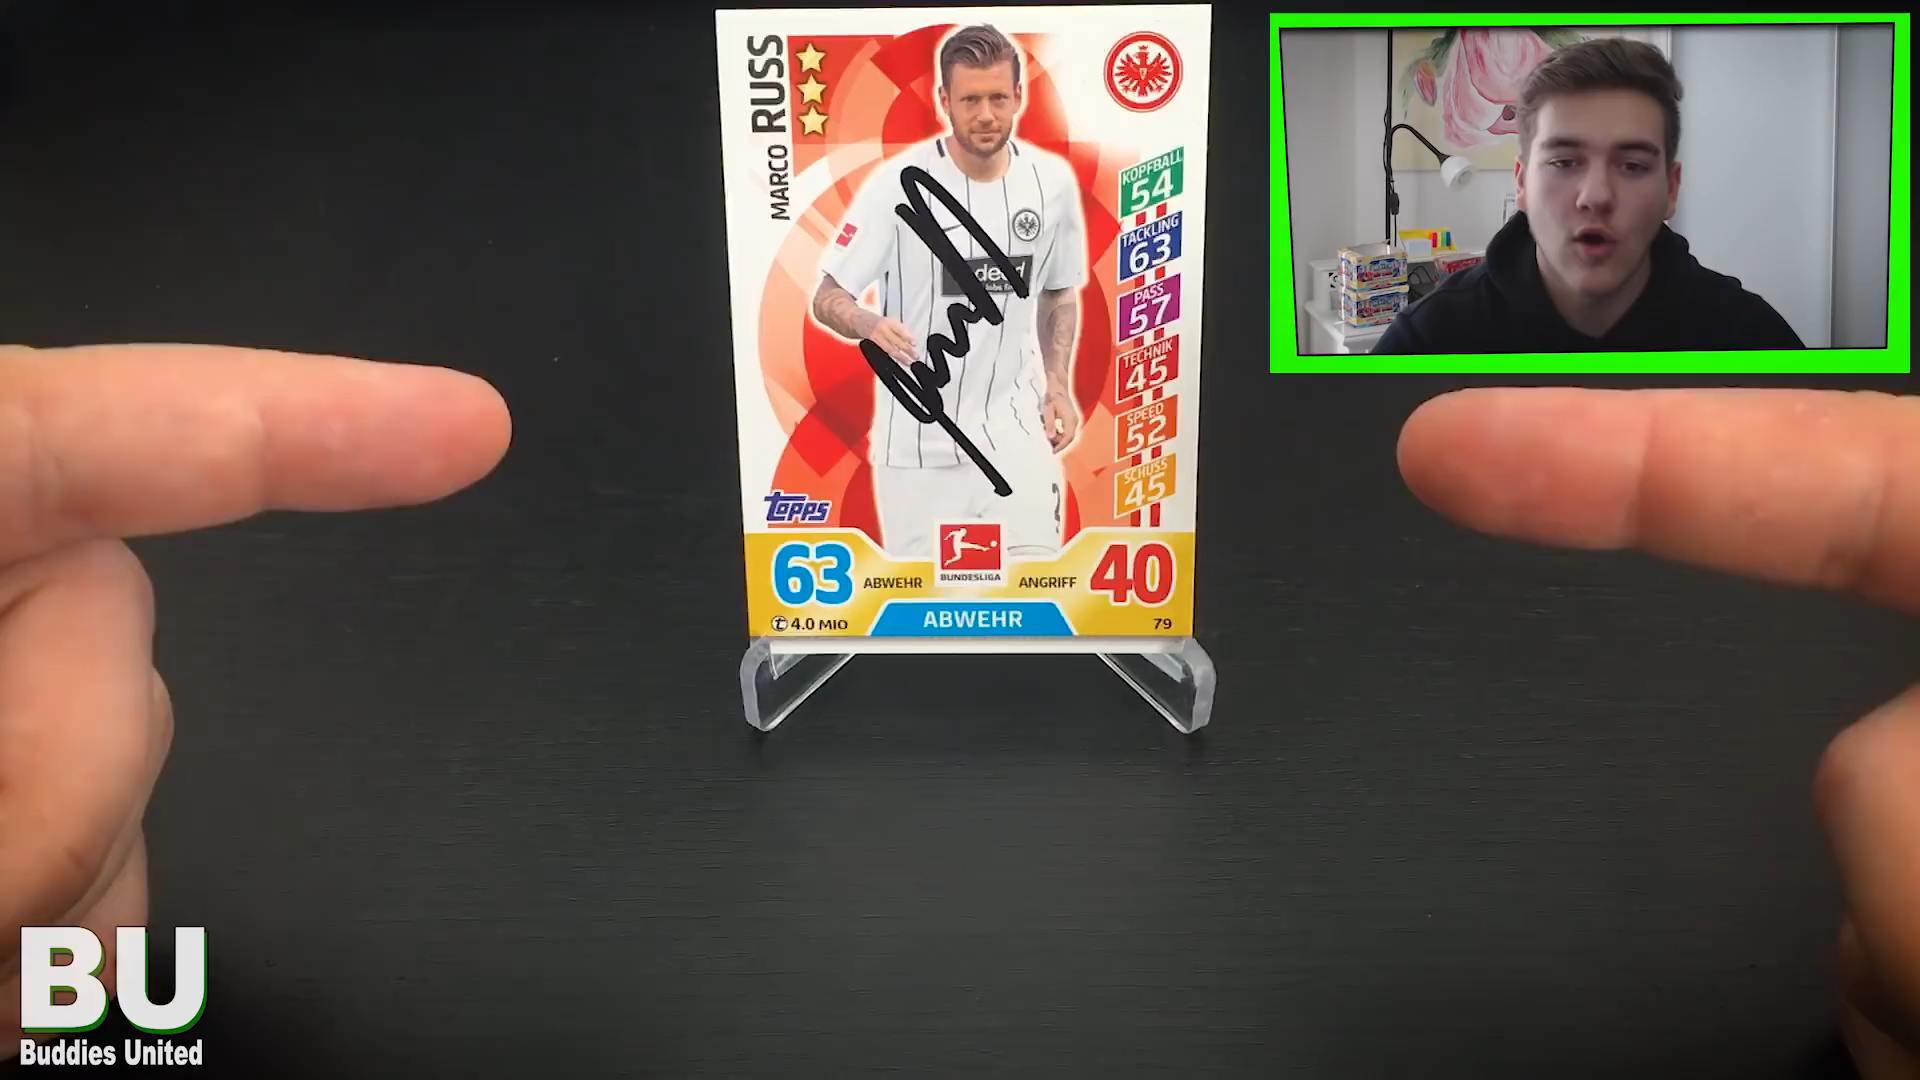 MARCO RUSS
KOPFBALL
54
TACKLING
63
PASS
57
TECHNIK
45
SPEED
52
SCHUSS
45
2
TOPPS
63 ABWEHR
BUNDESLIGA
ANGRIFF 40
4.0 MIO
ABWEHR
79
BU
Buddies United